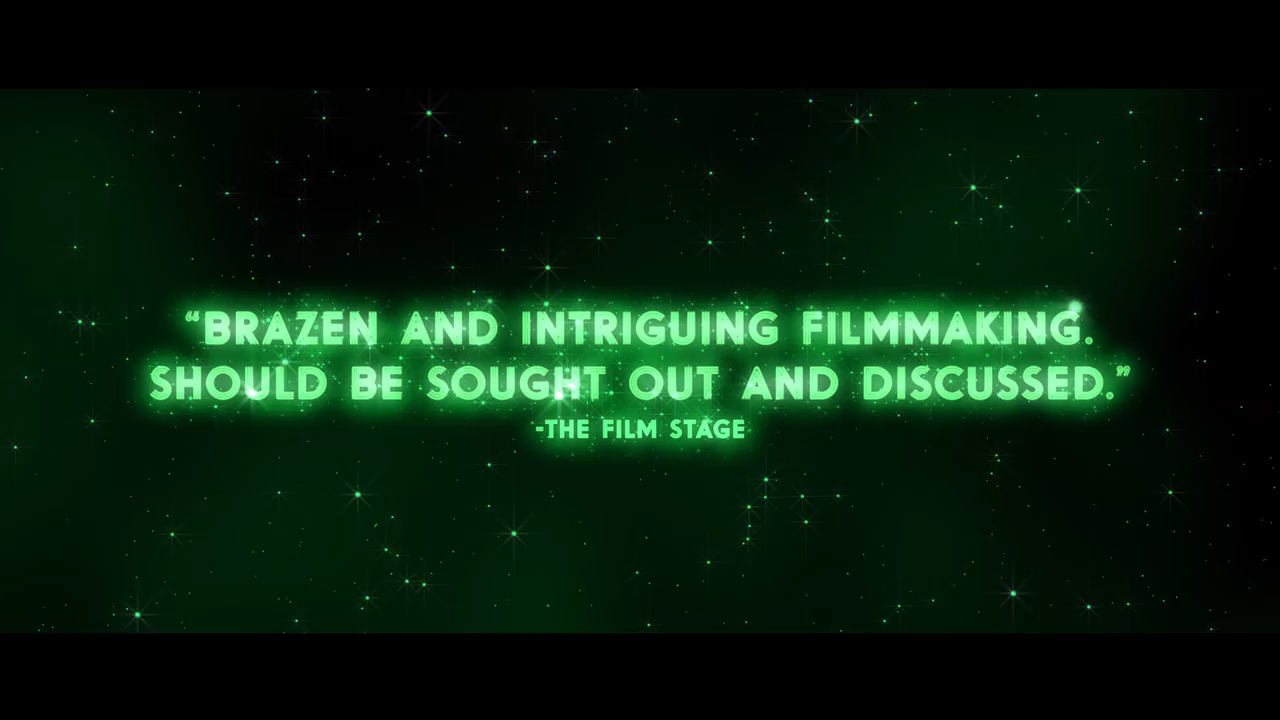 “BRAZEN AND INTRIGUING FILMMAKING.
SHOULD BE SOUGHT OUT AND DISCUSSED.”
-THE FILM STAGE